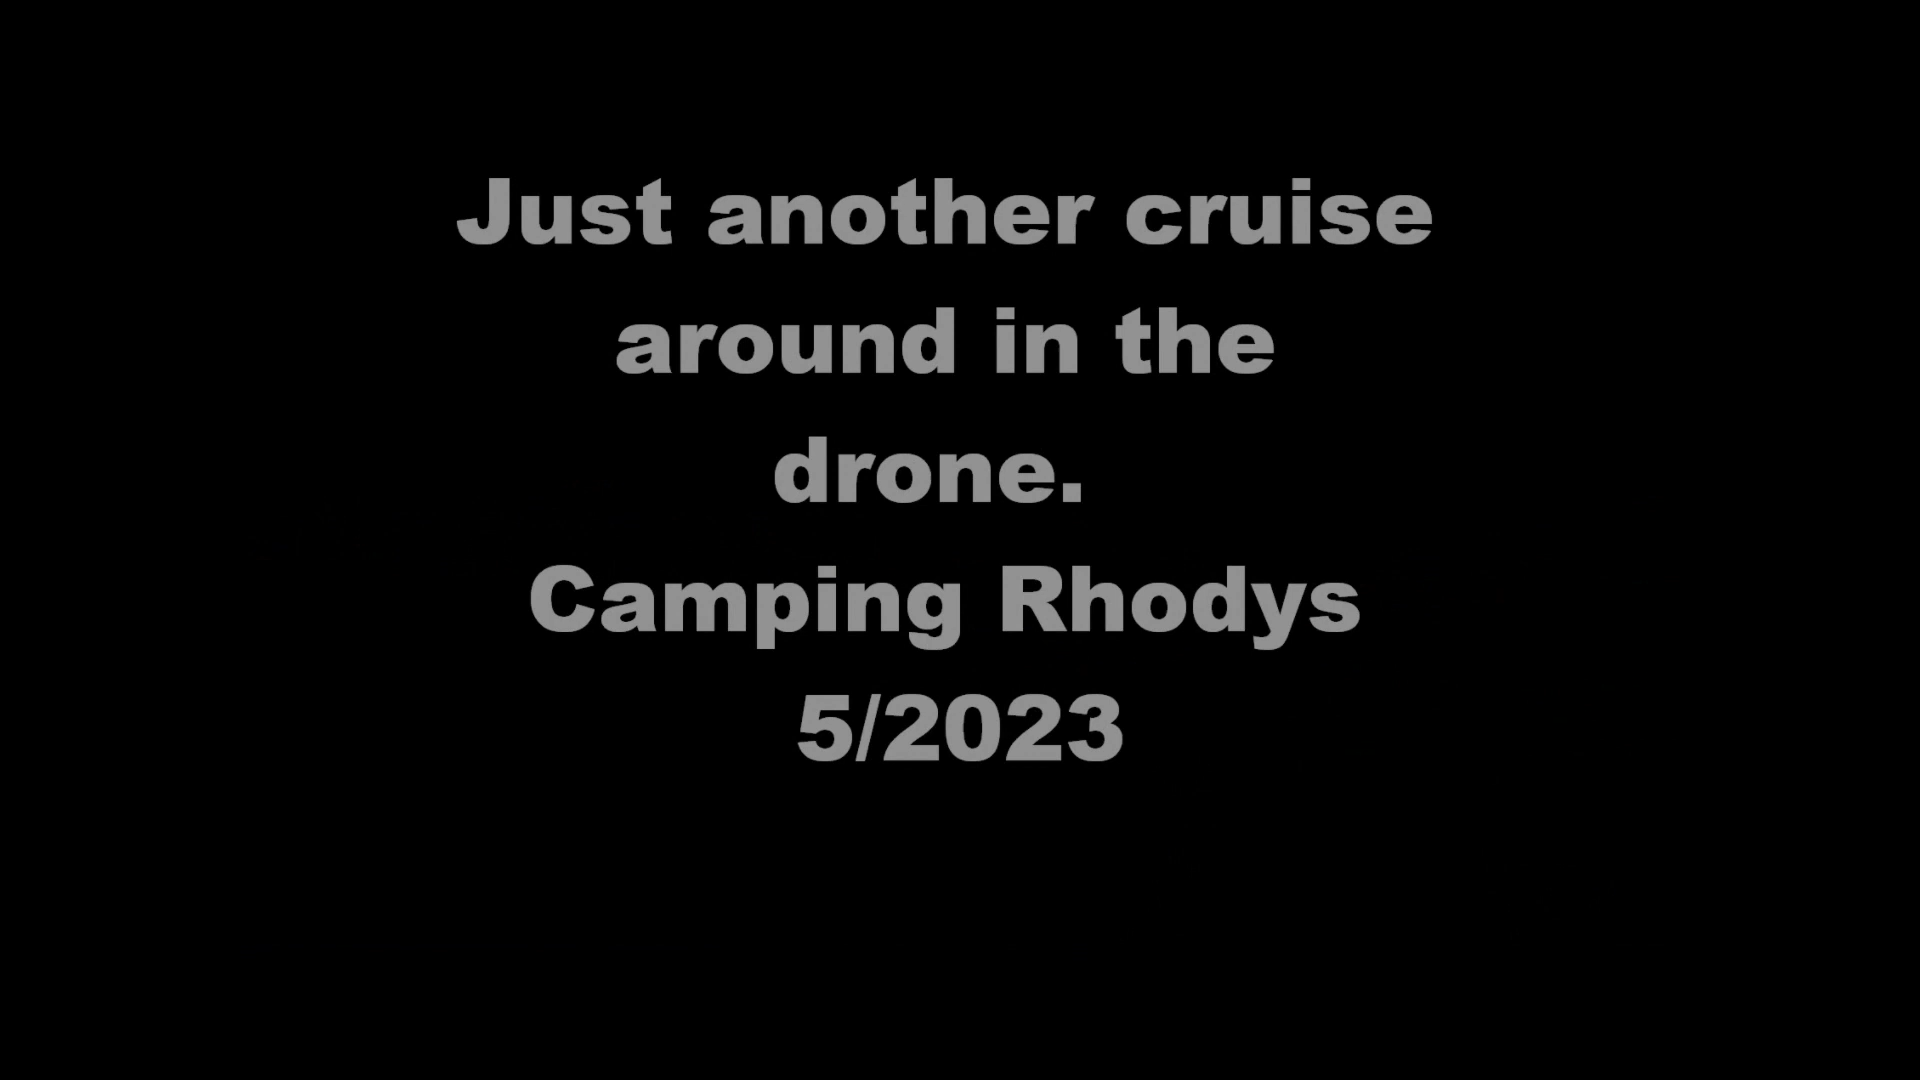 Just another cruise
around in the
drone.
Camping Rhodys
5/2023